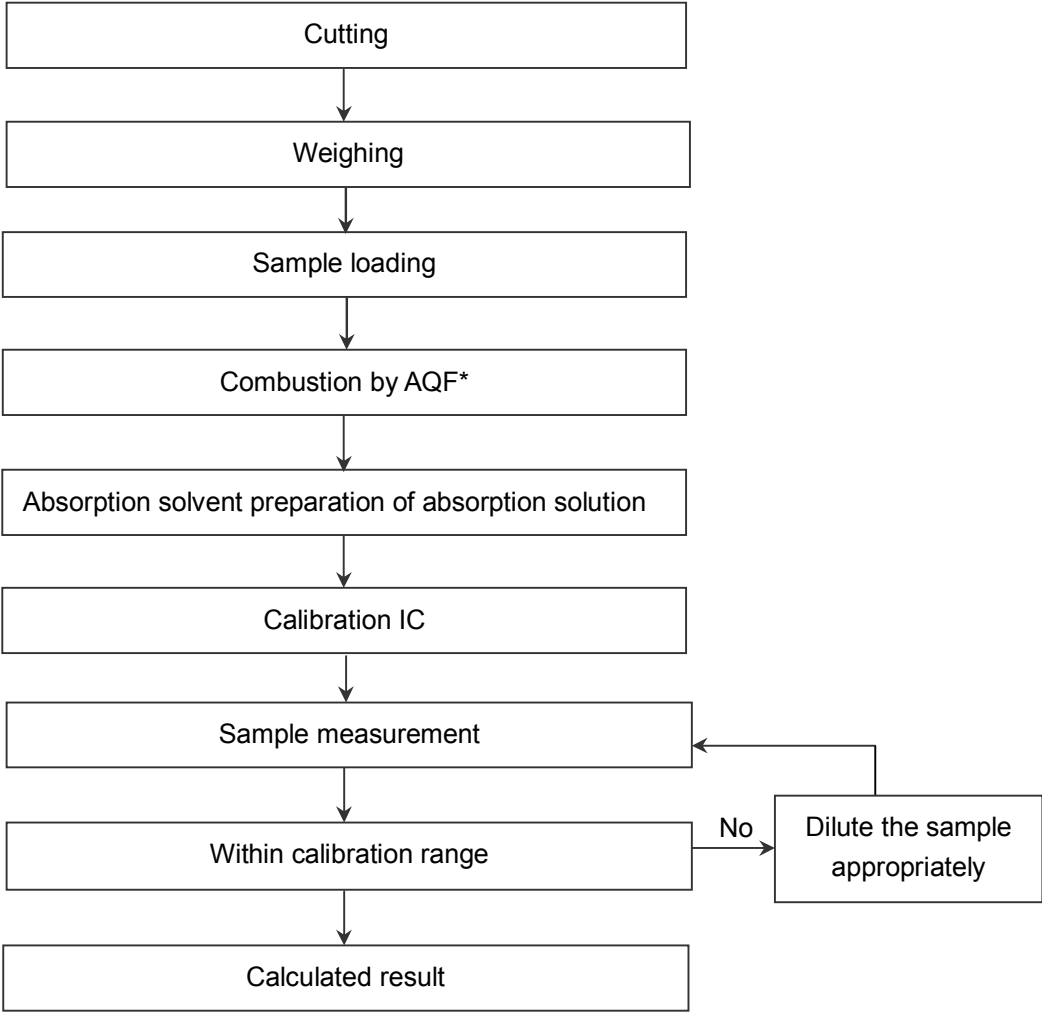 Cutting
Weighing
Sample loading
Combustion by AQF*
Absorption solvent preparation of absorption solution
Calibration IC
Sample measurement
Within calibration range
No
Dilute the sample
appropriately
Calculated result